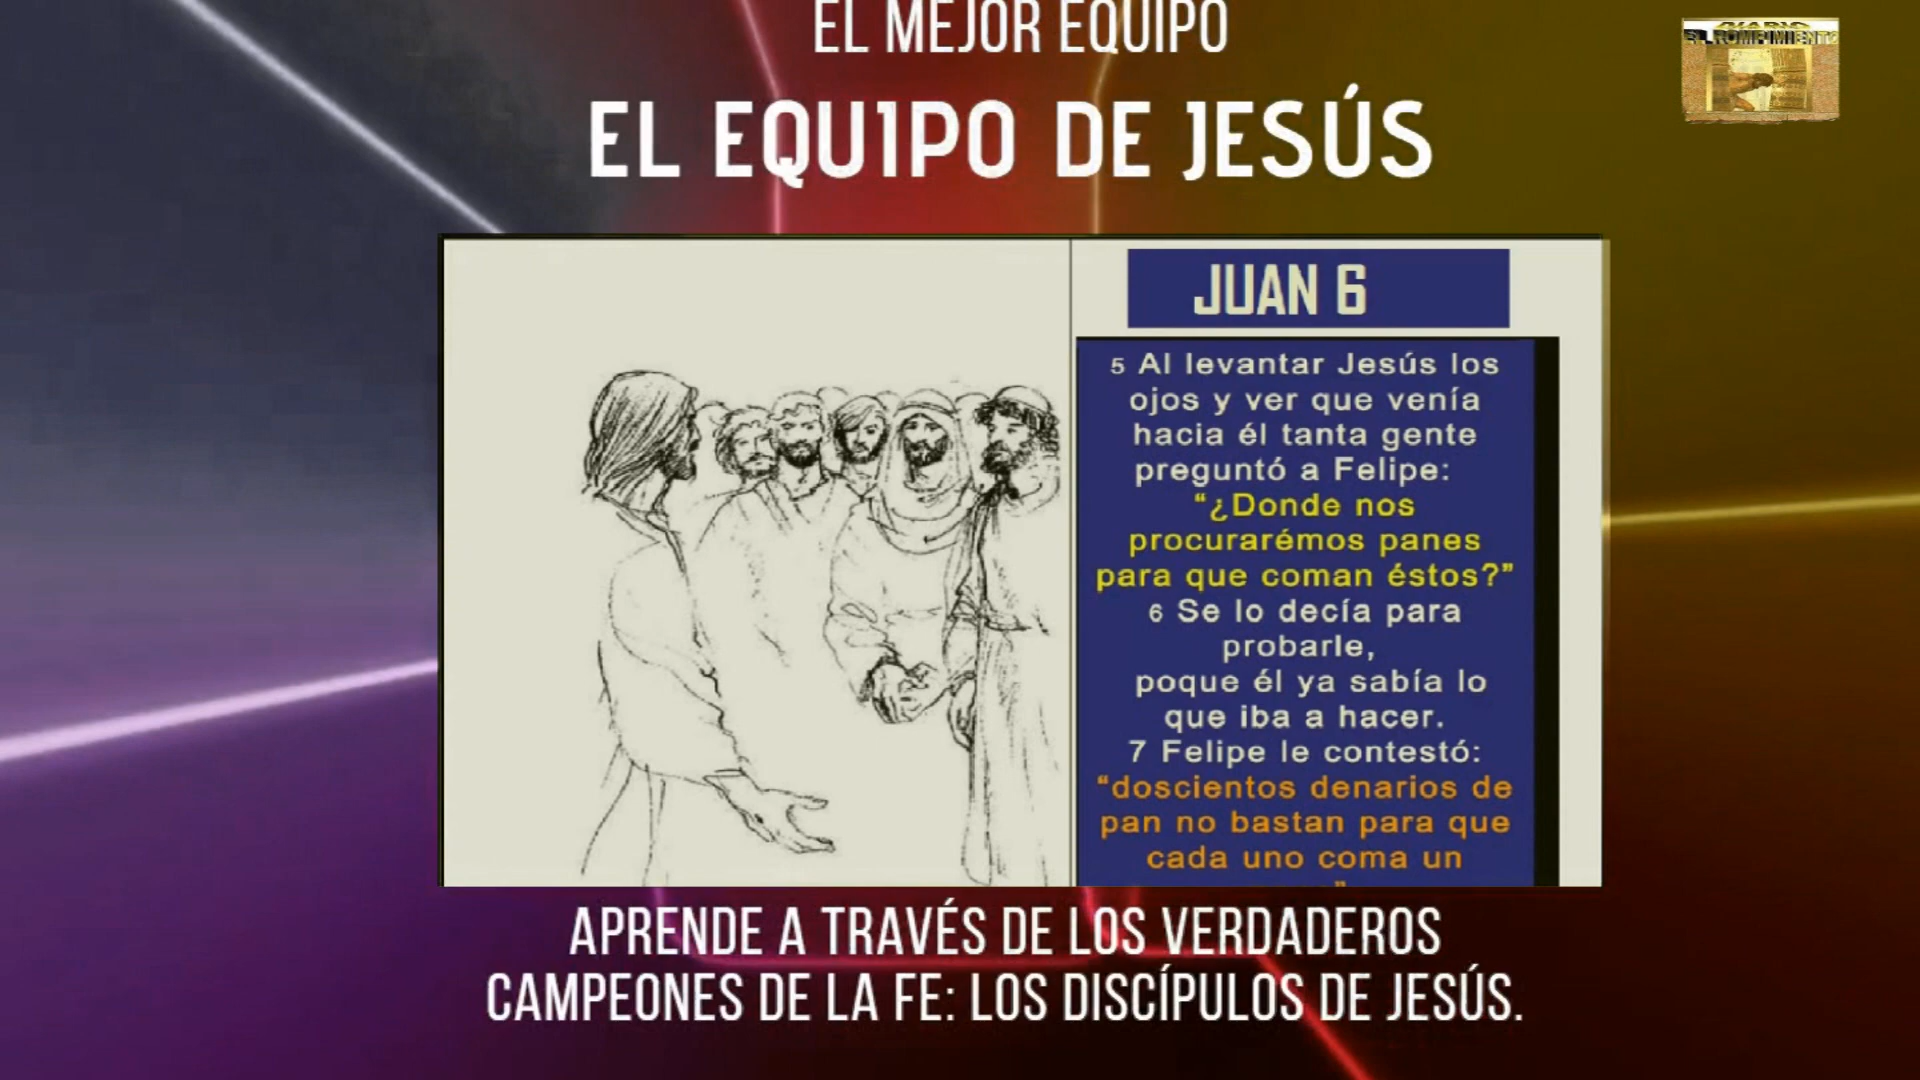 EL MEJOR EQUIPO
DIARIO
EL ROMPIMIENTO
EL EQUIPO DE JESÚS
JUAN 6
5 Al levantar Jesús los
ojos y ver que venía
hacia él tanta gente
preguntó a Felipe:
“¿Donde nos
procurarémos panes
para que coman éstos?”
6 Se lo decía para
probarle,
poque él ya sabía lo
que iba a hacer.
7 Felipe le contestó:
“doscientos denarios de
pan no bastan para que
cada uno coma un
APRENDE A TRAVÉS DE LOS VERDADEROS
CAMPEONES DE LA FE: LOS DISCÍPULOS DE JESÚS.